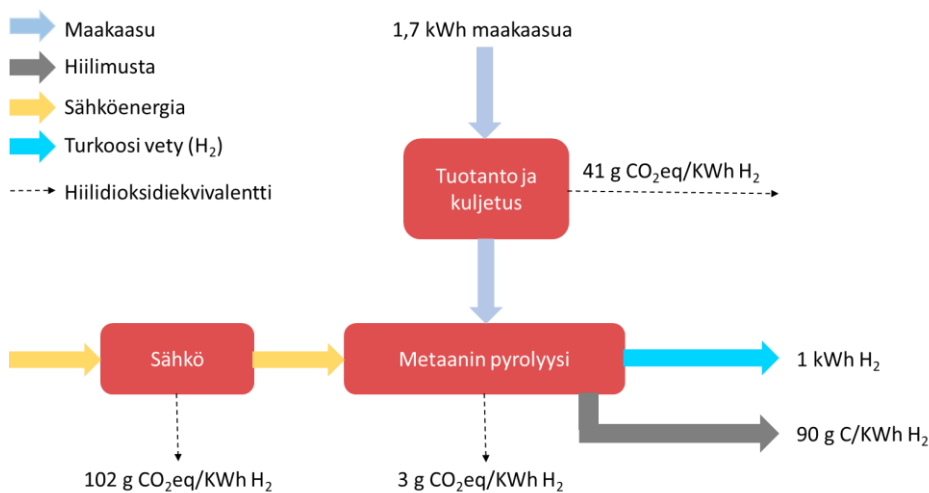 Maakaasu
Hiilimusta
Sähköenergia
Turkoosi vety (H₂)
Hiilidioksidiekvivalentti
1,7 kWh maakaasua
Tuotanto ja
kuljetus
41 g CO₂eq/KWh H₂
Sähkö
Metaanin pyrolyysi
1 kWh H₂
90 g C/KWh H₂
102 g CO₂eq/KWh H₂
3 g CO₂eq/KWh H₂